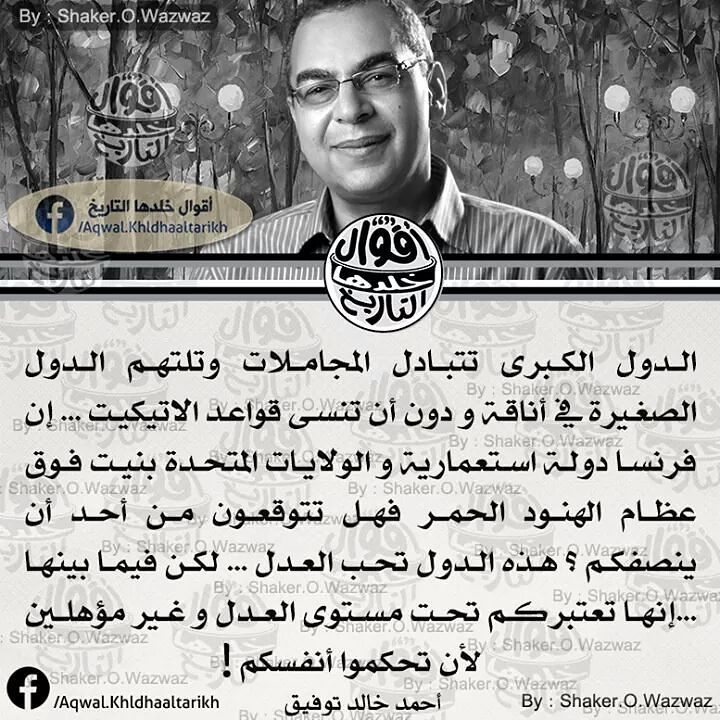 By : Shaker.O.Wazwaz
أقوال خلدها التاريخ
/Aqwal.Khldhaaltarikh
أقوال خلدها التاريخ
الدول الكبرى تتبادل المجاملات وتلتهم الدول
الصغيرة في أناقة و دون أن تنسى قواعد الاتيكيت ... إن
فرنسا دولة استعمارية و الولايات المتحدة بنيت فوق
عظام الهنود الحمر فهل تتوقعون من أحد أن
ينصفكم ؟ هذه الدول تحب العدل ... لكن فيما بينها
...إنها تعتبركم تحت مستوى العدل و غير مؤهلين
لأن تحكموا أنفسكم !
أحمد خالد توفيق
/Aqwal.Khldhaaltarikh
By : Shaker.O.Wazwaz